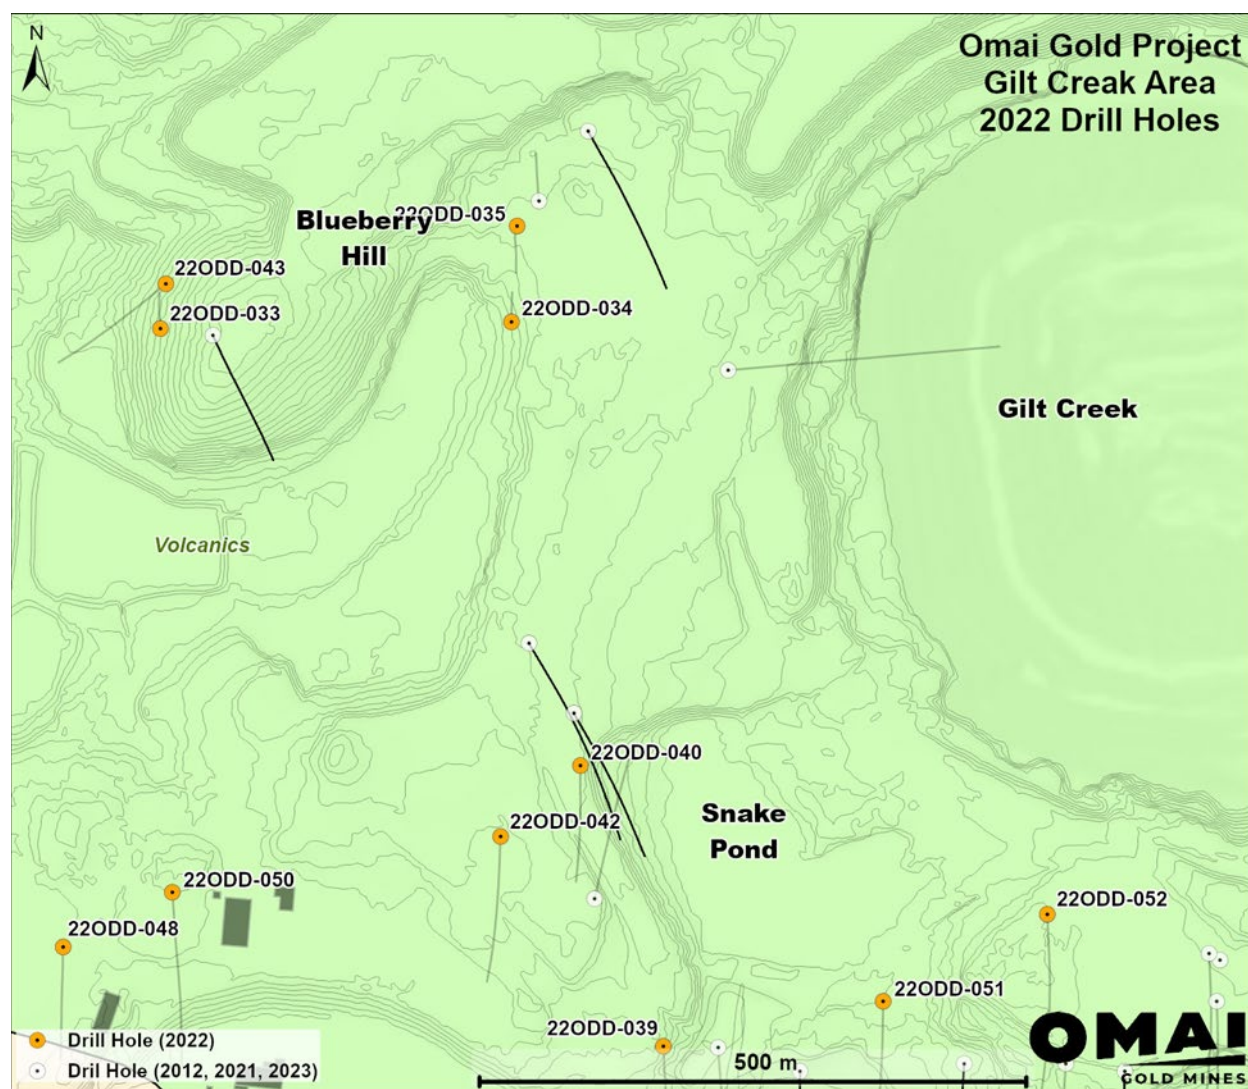 N
Omai Gold Project
Gilt Creak Area
2022 Drill Holes
22ODD-035
Blueberry
Hill
22ODD-043
22ODD-033
22ODD-034
Gilt Creek
Volcanics
22ODD-040
22ODD-042
Snake
Pond
22ODD-050
22ODD-048
22ODD-052
22ODD-051
22ODD-039
Drill Hole (2022)
Dril Hole (2012, 2021, 2023)
500 m
OMAI
GOLD MINES